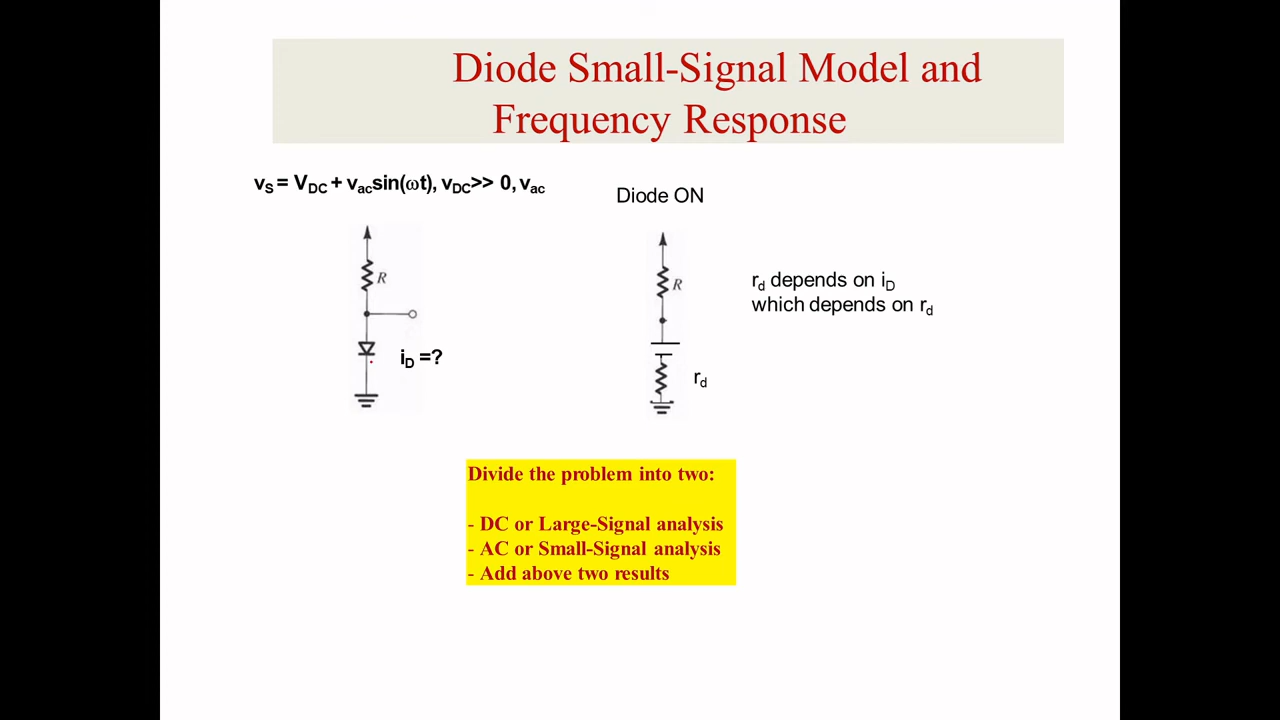 Diode Small-Signal Model and
Frequency Response
vS = VDC + vacsin(ωt), vDC>> 0, vac
Diode ON
R
R
rd depends on iD
which depends on rd
iD =?
rd
Divide the problem into two:
- DC or Large-Signal analysis
- AC or Small-Signal analysis
- Add above two results